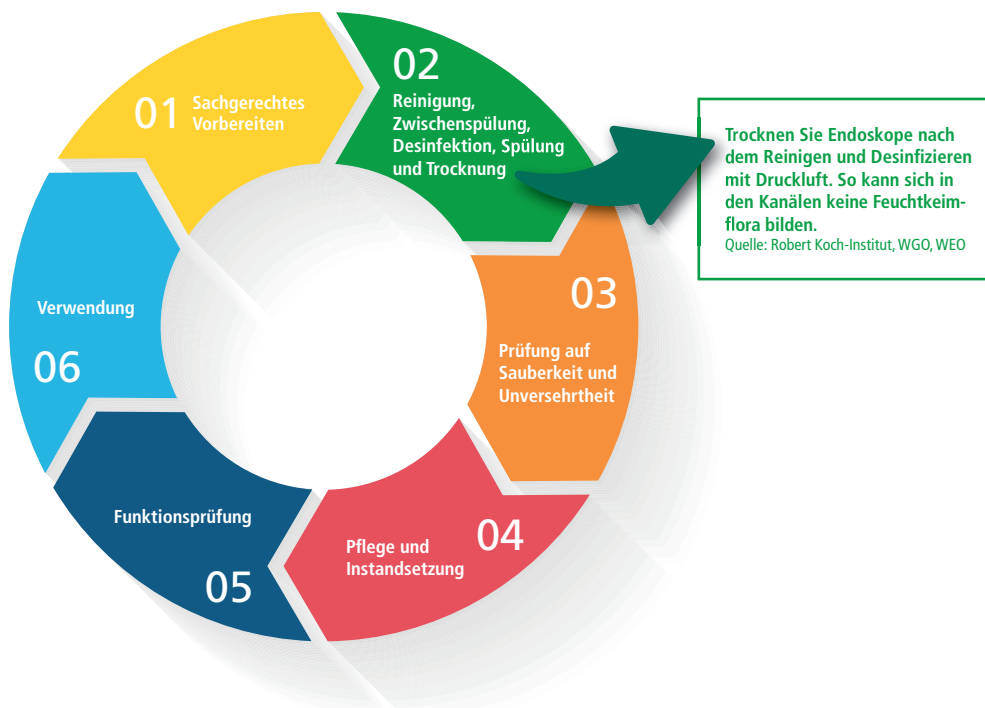 01
Sachgerechtes
Vorbereiten
02
Reinigung,
Zwischenspülung,
Desinfektion, Spülung
und Trocknung
Trocknen Sie Endoskope nach
dem Reinigen und Desinfizieren
mit Druckluft. So kann sich in
den Kanälen keine Feuchtkeim-
flora bilden.
Quelle: Robert Koch-Institut, WGO, WEO
03
Prüfung auf
Sauberkeit und
Unversehrtheit
04
Pflege und
Instandsetzung
05
Funktionsprüfung
06
Verwendung